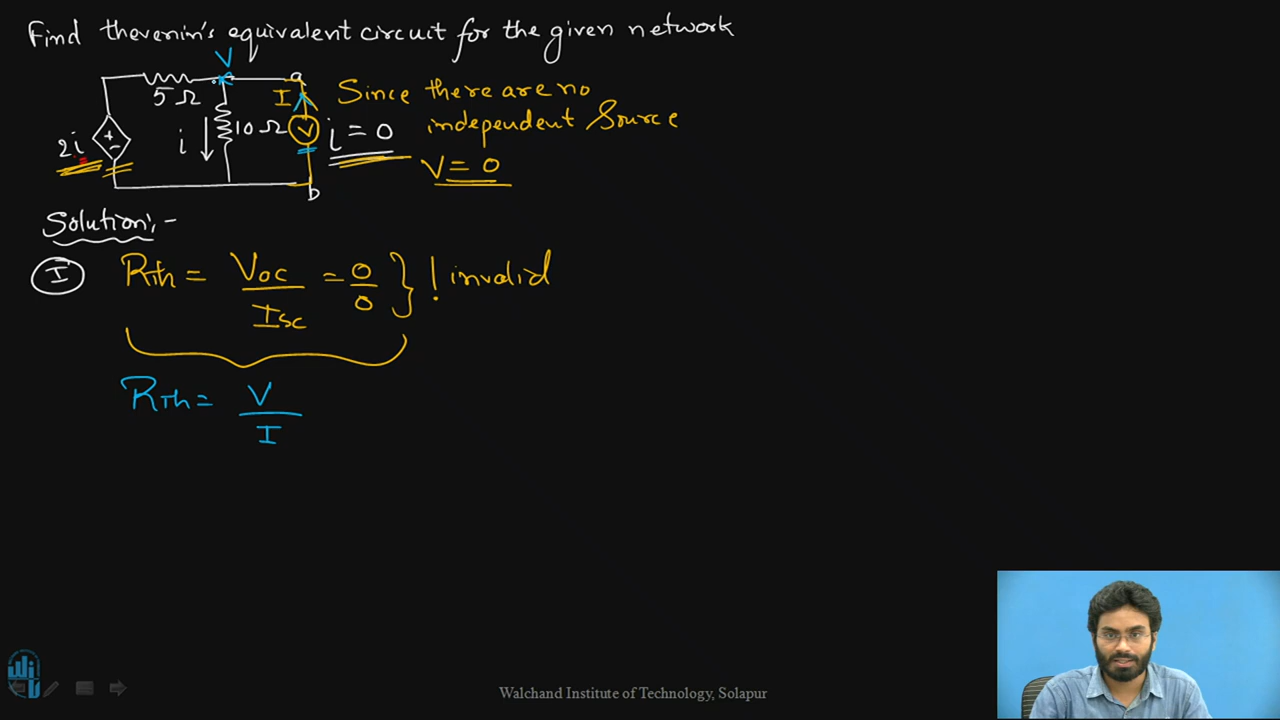 Find thevenin's equivalent circuit for the given network
V
a
5 Ω
I
Since there are no
2i
+
-
i
10 Ω
V
i = 0
independent Source
V = 0
b
Solution:-
I
RTh = VOC / ISC = 0 / 0 } ! invalid
RTh = V / I
Walchand Institute of Technology, Solapur